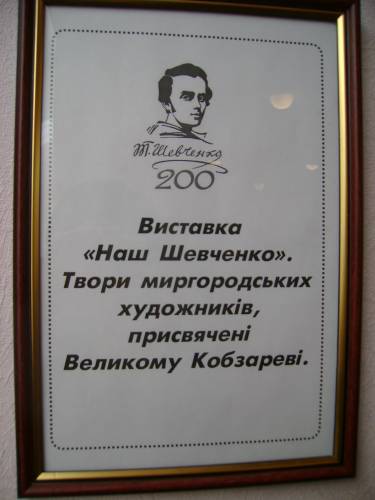 Т. Шевченко
200
Виставка
«Наш Шевченко».
Твори миргородських
художників,
присвячені
Великому Кобзареві.